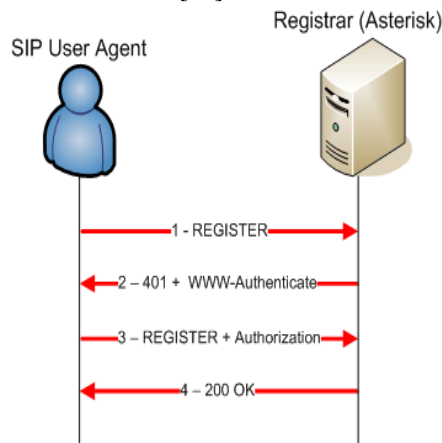 Registrar (Asterisk)
SIP User Agent
1 - REGISTER
2 – 401 + WWW-Authenticate
3 – REGISTER + Authorization
4 – 200 OK